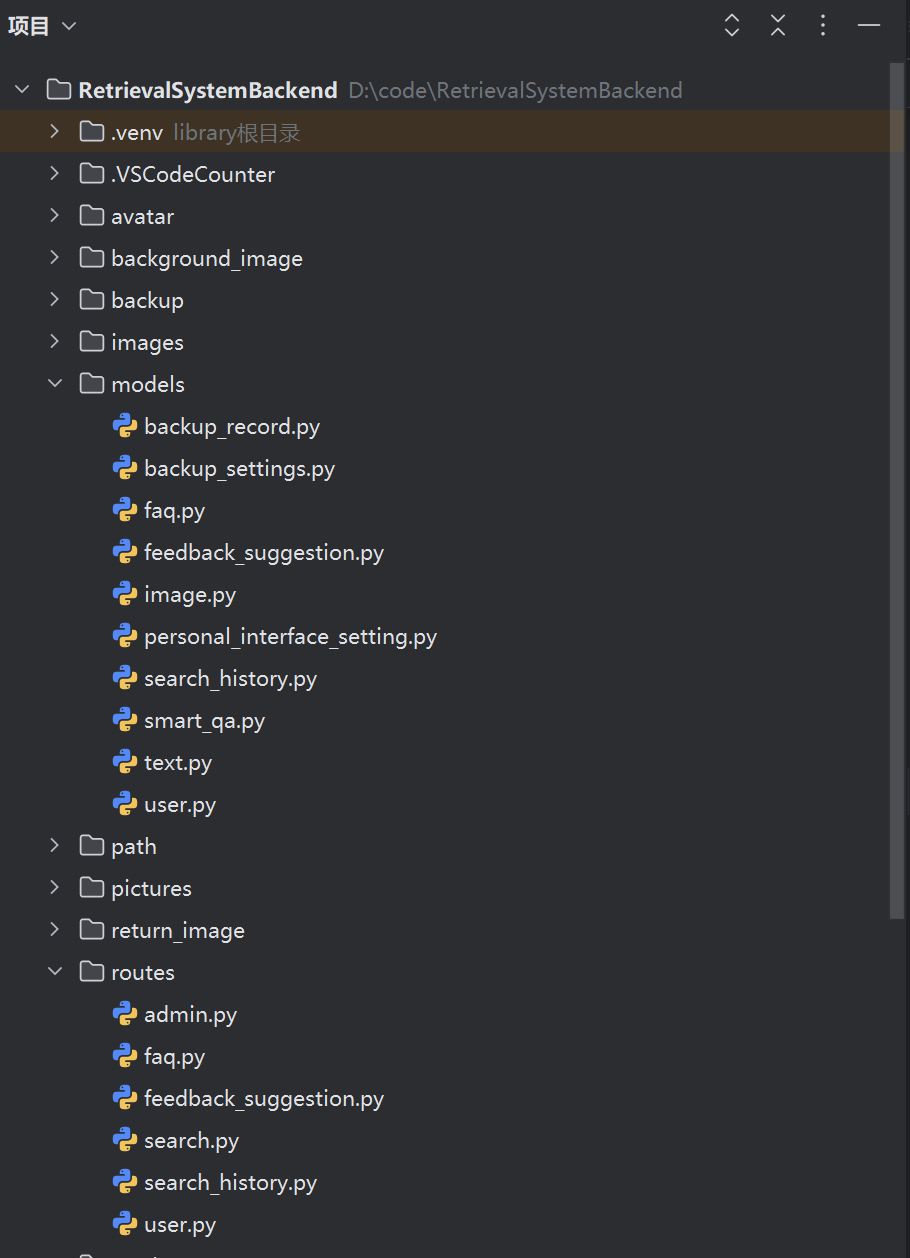 项目
RetrievalSystemBackend D:\code\RetrievalSystemBackend
.venv library根目录
.VSCodeCounter
avatar
background_image
backup
images
models
backup_record.py
backup_settings.py
faq.py
feedback_suggestion.py
image.py
personal_interface_setting.py
search_history.py
smart_qa.py
text.py
user.py
path
pictures
return_image
routes
admin.py
faq.py
feedback_suggestion.py
search.py
search_history.py
user.py